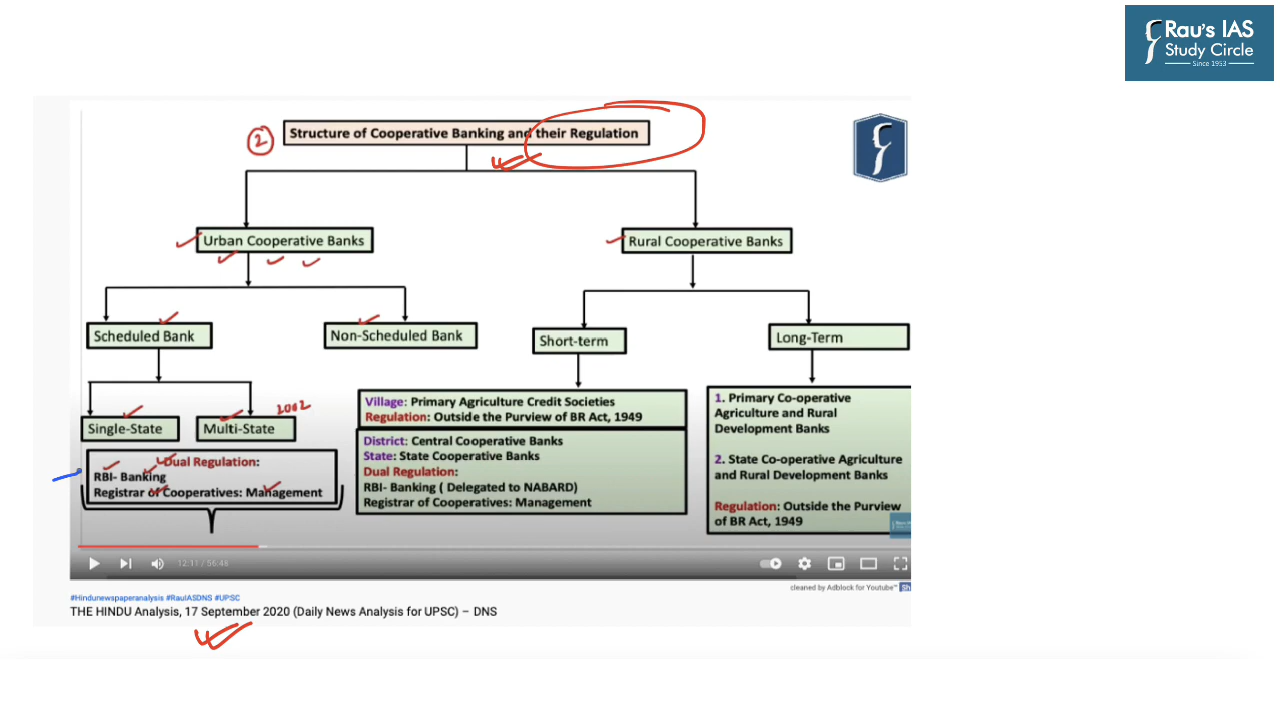 Rau's IAS
Study Circle
Since 1953
2
Structure of Cooperative Banking and their Regulation
Urban Cooperative Banks
Rural Cooperative Banks
Scheduled Bank
Non-Scheduled Bank
Short-term
Long-Term
Single-State
Multi-State
2002
Dual Regulation:
RBI- Banking
Registrar of Cooperatives: Management
Village: Primary Agriculture Credit Societies
Regulation: Outside the Purview of BR Act, 1949
District: Central Cooperative Banks
State: State Cooperative Banks
Dual Regulation:
RBI- Banking ( Delegated to NABARD)
Registrar of Cooperatives: Management
1. Primary Co-operative
Agriculture and Rural
Development Banks
2. State Co-operative Agriculture
and Rural Development Banks
Regulation: Outside the Purview
of BR Act, 1949
12:11 / 56:48
cleaned by Adblock for Youtube™
Sh
#Hindunewspaperanalysis #RauIASDNS #UPSC
THE HINDU Analysis, 17 September 2020 (Daily News Analysis for UPSC) – DNS